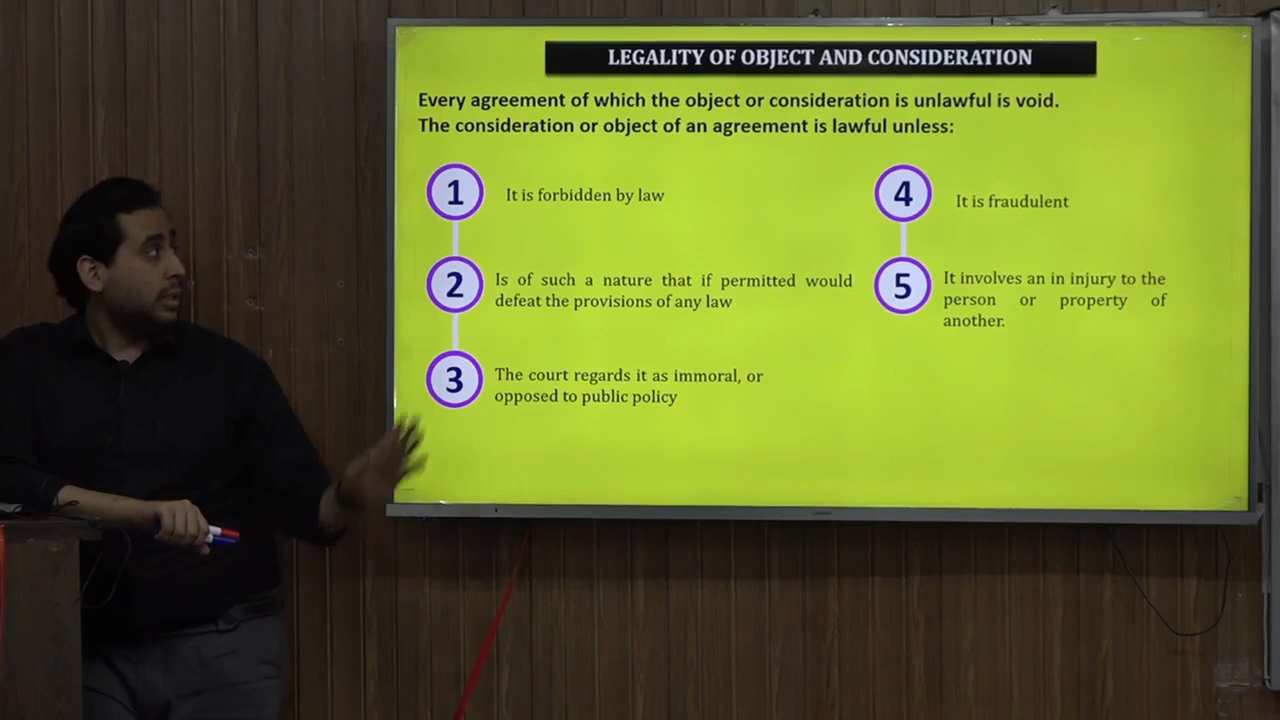 LEGALITY OF OBJECT AND CONSIDERATION
Every agreement of which the object or consideration is unlawful is void.
The consideration or object of an agreement is lawful unless:
1
It is forbidden by law
2
Is of such a nature that if permitted would
defeat the provisions of any law
3
The court regards it as immoral, or
opposed to public policy
4
It is fraudulent
5
It involves an in injury to the
person or property of
another.